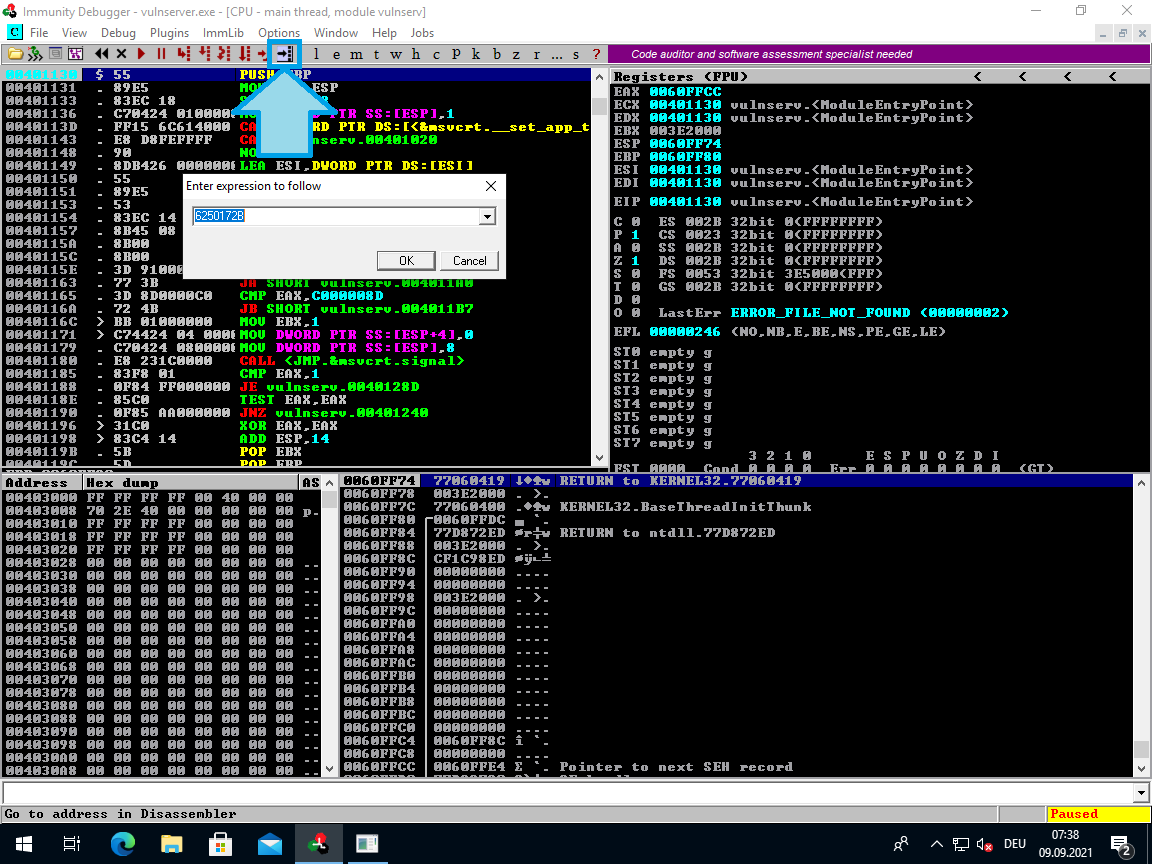 Immunity Debugger - vulnserver.exe - [CPU - main thread, module vulnserv]
C File View Debug Plugins ImmLib Options Window Help Jobs
l e m t w h c P k b z r ... s ? Code auditor and software assessment specialist needed
00401130 $ 55 PUSH EBP
00401131 . 89E5 ESP
00401133 . 83EC 18
00401136 . C70424 0100000 PTR SS:[ESP],1
0040113D . FF15 6C614000 PTR DS:[<&msvcrt.__set_app_t
00401143 . E8 D8FEFFFF 00401020
00401148 . 90
00401149 . 8DB426 0000000 LEA ESI,DWORD PTR DS:[ESI]
00401150 . 55
00401151 . 89E5
00401153 . 53
00401154 . 83EC 14
00401157 . 8B45 08
0040115A . 8B00
0040115C . 8B00
0040115E . 3D 91000
00401163 . 77 3B JA SHORT vulnserv.004011A0
00401165 . 3D 8D0000C0 CMP EAX,C000008D
0040116A . 72 4B JB SHORT vulnserv.004011B7
0040116C > BB 01000000 MOV EBX,1
00401171 > C74424 04 0000 MOV DWORD PTR SS:[ESP+4],0
00401179 . C70424 0800000 MOV DWORD PTR SS:[ESP],8
00401180 . E8 231C0000 CALL <JMP.&msvcrt.signal>
00401185 . 83F8 01 CMP EAX,1
00401188 . 0F84 FF000000 JE vulnserv.0040128D
0040118E . 85C0 TEST EAX,EAX
00401190 . 0F85 AA000000 JNZ vulnserv.00401240
00401196 > 31C0 XOR EAX,EAX
00401198 > 83C4 14 ADD ESP,14
0040119B . 5B POP EBX
0040119C . 5D POP EBP
Enter expression to follow
6250172B
OK Cancel
Registers (FPU) < < < <
EAX 0060FFCC
ECX 00401130 vulnserv.<ModuleEntryPoint>
EDX 00401130 vulnserv.<ModuleEntryPoint>
EBX 003E2000
ESP 0060FF74
EBP 0060FF80
ESI 00401130 vulnserv.<ModuleEntryPoint>
EDI 00401130 vulnserv.<ModuleEntryPoint>
EIP 00401130 vulnserv.<ModuleEntryPoint>
C 0 ES 002B 32bit 0(FFFFFFFF)
P 1 CS 0023 32bit 0(FFFFFFFF)
A 0 SS 002B 32bit 0(FFFFFFFF)
Z 1 DS 002B 32bit 0(FFFFFFFF)
S 0 FS 0053 32bit 3E5000(FFF)
T 0 GS 002B 32bit 0(FFFFFFFF)
D 0
O 0 LastErr ERROR_FILE_NOT_FOUND (00000002)
EFL 00000246 (NO,NB,E,BE,NS,PE,GE,LE)
ST0 empty g
ST1 empty g
ST2 empty g
ST3 empty g
ST4 empty g
ST5 empty g
ST6 empty g
ST7 empty g
3 2 1 0 E S P U O Z D I
FST 0000 Cond 0 0 0 0 Err 0 0 0 0 0 0 0 0 (GT)
Address Hex dump AS
00403000 FF FF FF FF 00 40 00 00
00403008 70 2E 40 00 00 00 00 00 p.
00403010 FF FF FF FF 00 00 00 00
00403018 FF FF FF FF 00 00 00 00
00403020 FF FF FF FF 00 00 00 00
00403028 00 00 00 00 00 00 00 00 ..
00403030 00 00 00 00 00 00 00 00 ..
00403038 00 00 00 00 00 00 00 00 ..
00403040 00 00 00 00 00 00 00 00 ..
00403048 00 00 00 00 00 00 00 00 ..
00403050 00 00 00 00 00 00 00 00 ..
00403058 00 00 00 00 00 00 00 00 ..
00403060 00 00 00 00 00 00 00 00 ..
00403068 00 00 00 00 00 00 00 00 ..
00403070 00 00 00 00 00 00 00 00 ..
00403078 00 00 00 00 00 00 00 00 ..
00403080 00 00 00 00 00 00 00 00 ..
00403088 00 00 00 00 00 00 00 00 ..
00403090 00 00 00 00 00 00 00 00 ..
00403098 00 00 00 00 00 00 00 00 ..
004030A0 00 00 00 00 00 00 00 00 ..
004030A8 00 00 00 00 00 00 00 00 ..
0060FF74 77060419 RETURN to KERNEL32.77060419
0060FF78 003E2000 . >.
0060FF7C 77060400 KERNEL32.BaseThreadInitThunk
0060FF80 0060FFDC
0060FF84 77D872ED RETURN to ntdll.77D872ED
0060FF88 003E2000 . >.
0060FF8C CF1C98ED
0060FF90 00000000 ....
0060FF94 00000000 ....
0060FF98 003E2000 . >.
0060FF9C 00000000 ....
0060FFA0 00000000 ....
0060FFA4 00000000 ....
0060FFA8 00000000 ....
0060FFAC 00000000 ....
0060FFB0 00000000 ....
0060FFB4 00000000 ....
0060FFB8 00000000 ....
0060FFBC 00000000 ....
0060FFC0 00000000 ....
0060FFC4 0060FF8C î `.
0060FFC8 00000000 ....
0060FFCC 0060FFE4 Σ `. Pointer to next SEH record
Go to address in Disassembler
Paused
DEU 07:38
09.09.2021
2